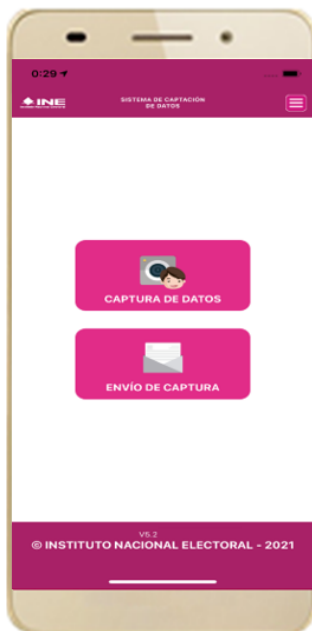 0:29
INE
SISTEMA DE CAPTACIÓN
DE DATOS
CAPTURA DE DATOS
ENVÍO DE CAPTURA
V5.2
© INSTITUTO NACIONAL ELECTORAL - 2021